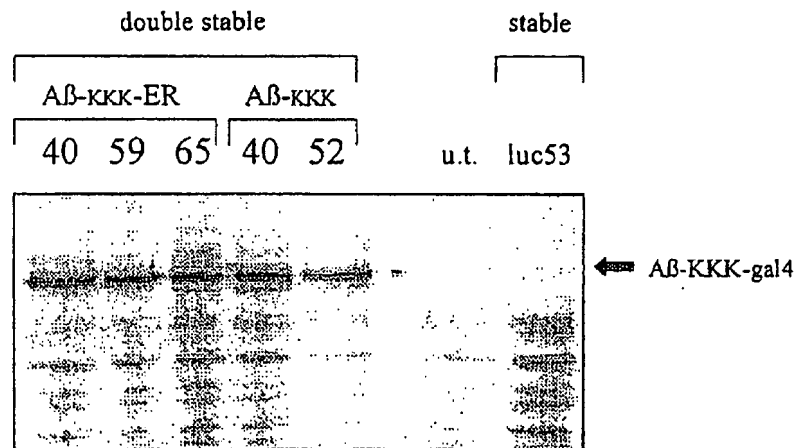 double stable stable
Aß-KKK-ER Aß-KKK
40 59 65 40 52 u.t. luc53
Aß-KKK-gal4